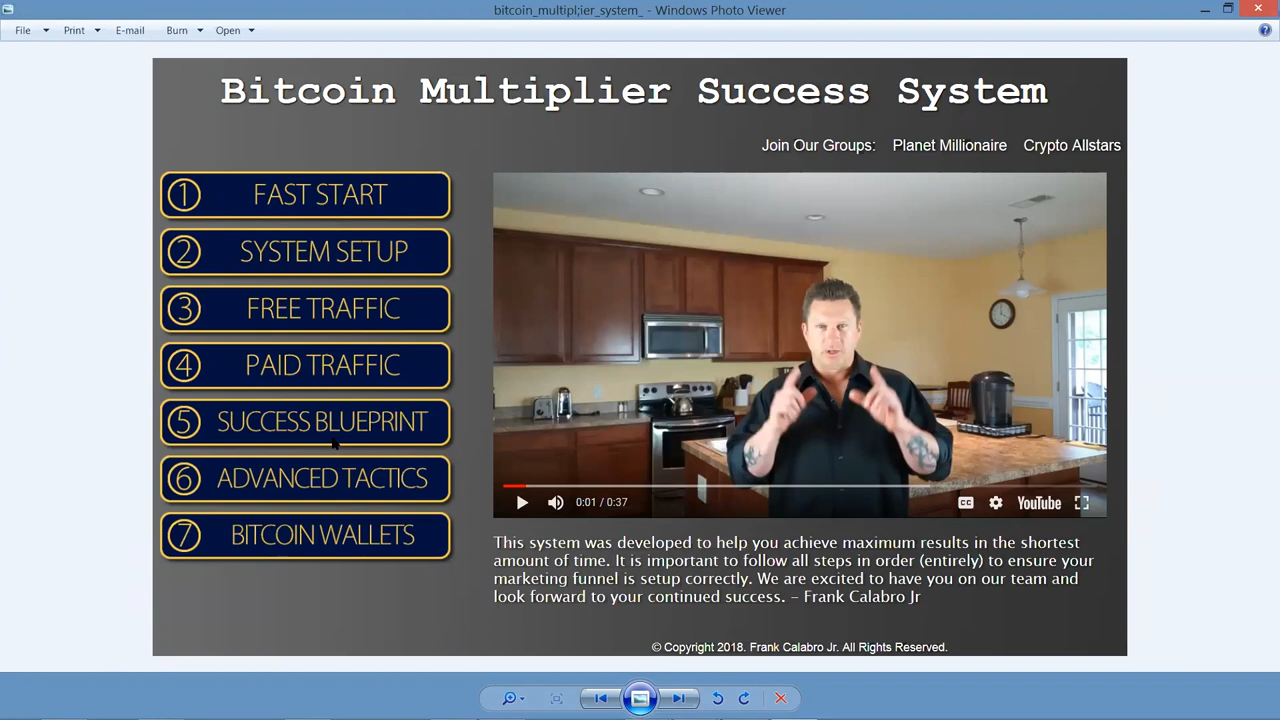 bitcoin_multipl;ier_system_ - Windows Photo Viewer
File Print E-mail Burn Open
Bitcoin Multiplier Success System
Join Our Groups: Planet Millionaire Crypto Allstars
1 FAST START
2 SYSTEM SETUP
3 FREE TRAFFIC
4 PAID TRAFFIC
5 SUCCESS BLUEPRINT
6 ADVANCED TACTICS
7 BITCOIN WALLETS
0:01 / 0:37 CC YouTube
This system was developed to help you achieve maximum results in the shortest
amount of time. It is important to follow all steps in order (entirely) to ensure your
marketing funnel is setup correctly. We are excited to have you on our team and
look forward to your continued success. – Frank Calabro Jr
© Copyright 2018. Frank Calabro Jr. All Rights Reserved.